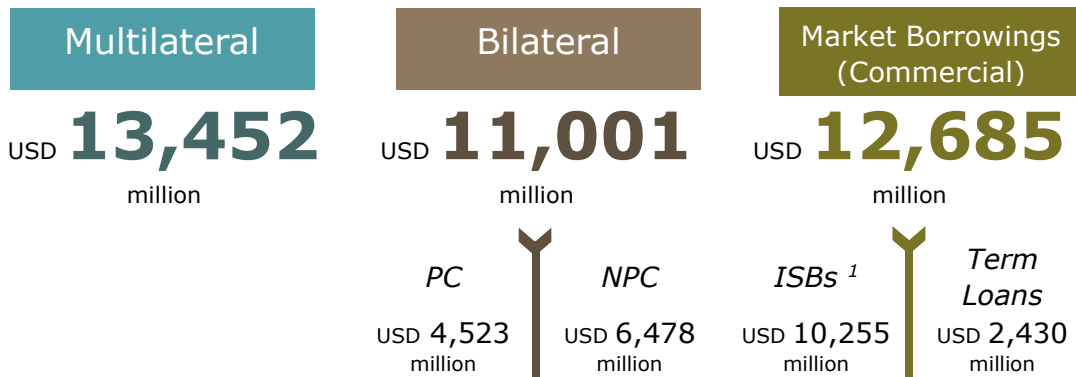 Multilateral
USD 13,452
million
Bilateral
USD 11,001
million
PC
USD 4,523
million
NPC
USD 6,478
million
Market Borrowings
(Commercial)
USD 12,685
million
ISBs 1
USD 10,255
million
Term
Loans
USD 2,430
million